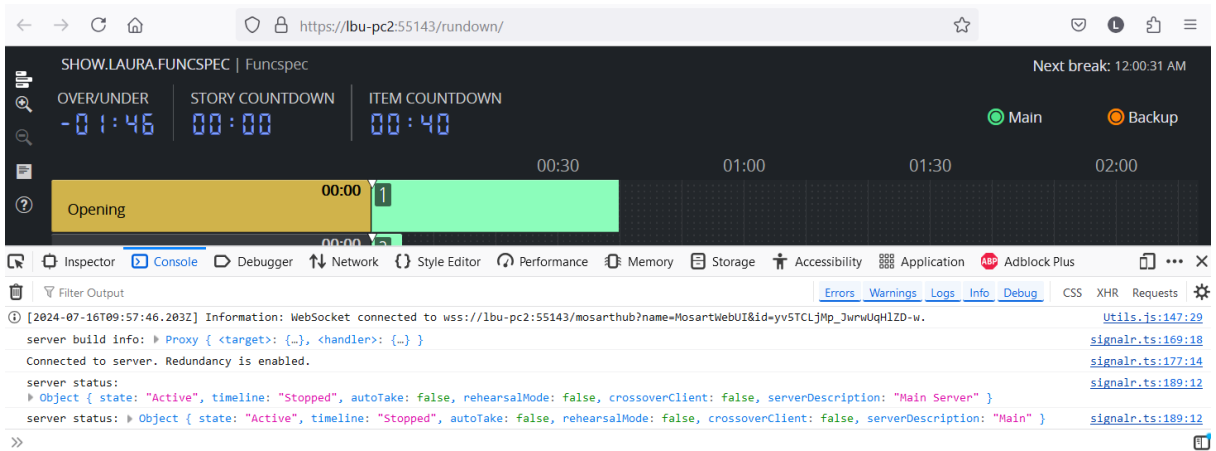 https://lbu-pc2:55143/rundown/
L
SHOW.LAURA.FUNCSPEC | Funcspec
Next break: 12:00:31 AM
OVER/UNDER STORY COUNTDOWN ITEM COUNTDOWN
-01:46 00:00 00:40
Main Backup
00:30 01:00 01:30 02:00
00:00 1
Opening
00:00 2
Inspector Console Debugger Network {} Style Editor Performance Memory Storage Accessibility Application ABP Adblock Plus
Filter Output Errors Warnings Logs Info Debug CSS XHR Requests
[2024-07-16T09:57:46.203Z] Information: WebSocket connected to wss://lbu-pc2:55143/mosarthub?name=MosartWebUI&id=yv5TCLjMp_JwrwUqHlZD-w. Utils.js:147:29
server build info: ▶ Proxy { <target>: {…}, <handler>: {…} } signalr.ts:169:18
Connected to server. Redundancy is enabled. signalr.ts:177:14
server status: signalr.ts:189:12
▶ Object { state: "Active", timeline: "Stopped", autoTake: false, rehearsalMode: false, crossoverClient: false, serverDescription: "Main Server" }
server status: ▶ Object { state: "Active", timeline: "Stopped", autoTake: false, rehearsalMode: false, crossoverClient: false, serverDescription: "Main" } signalr.ts:189:12